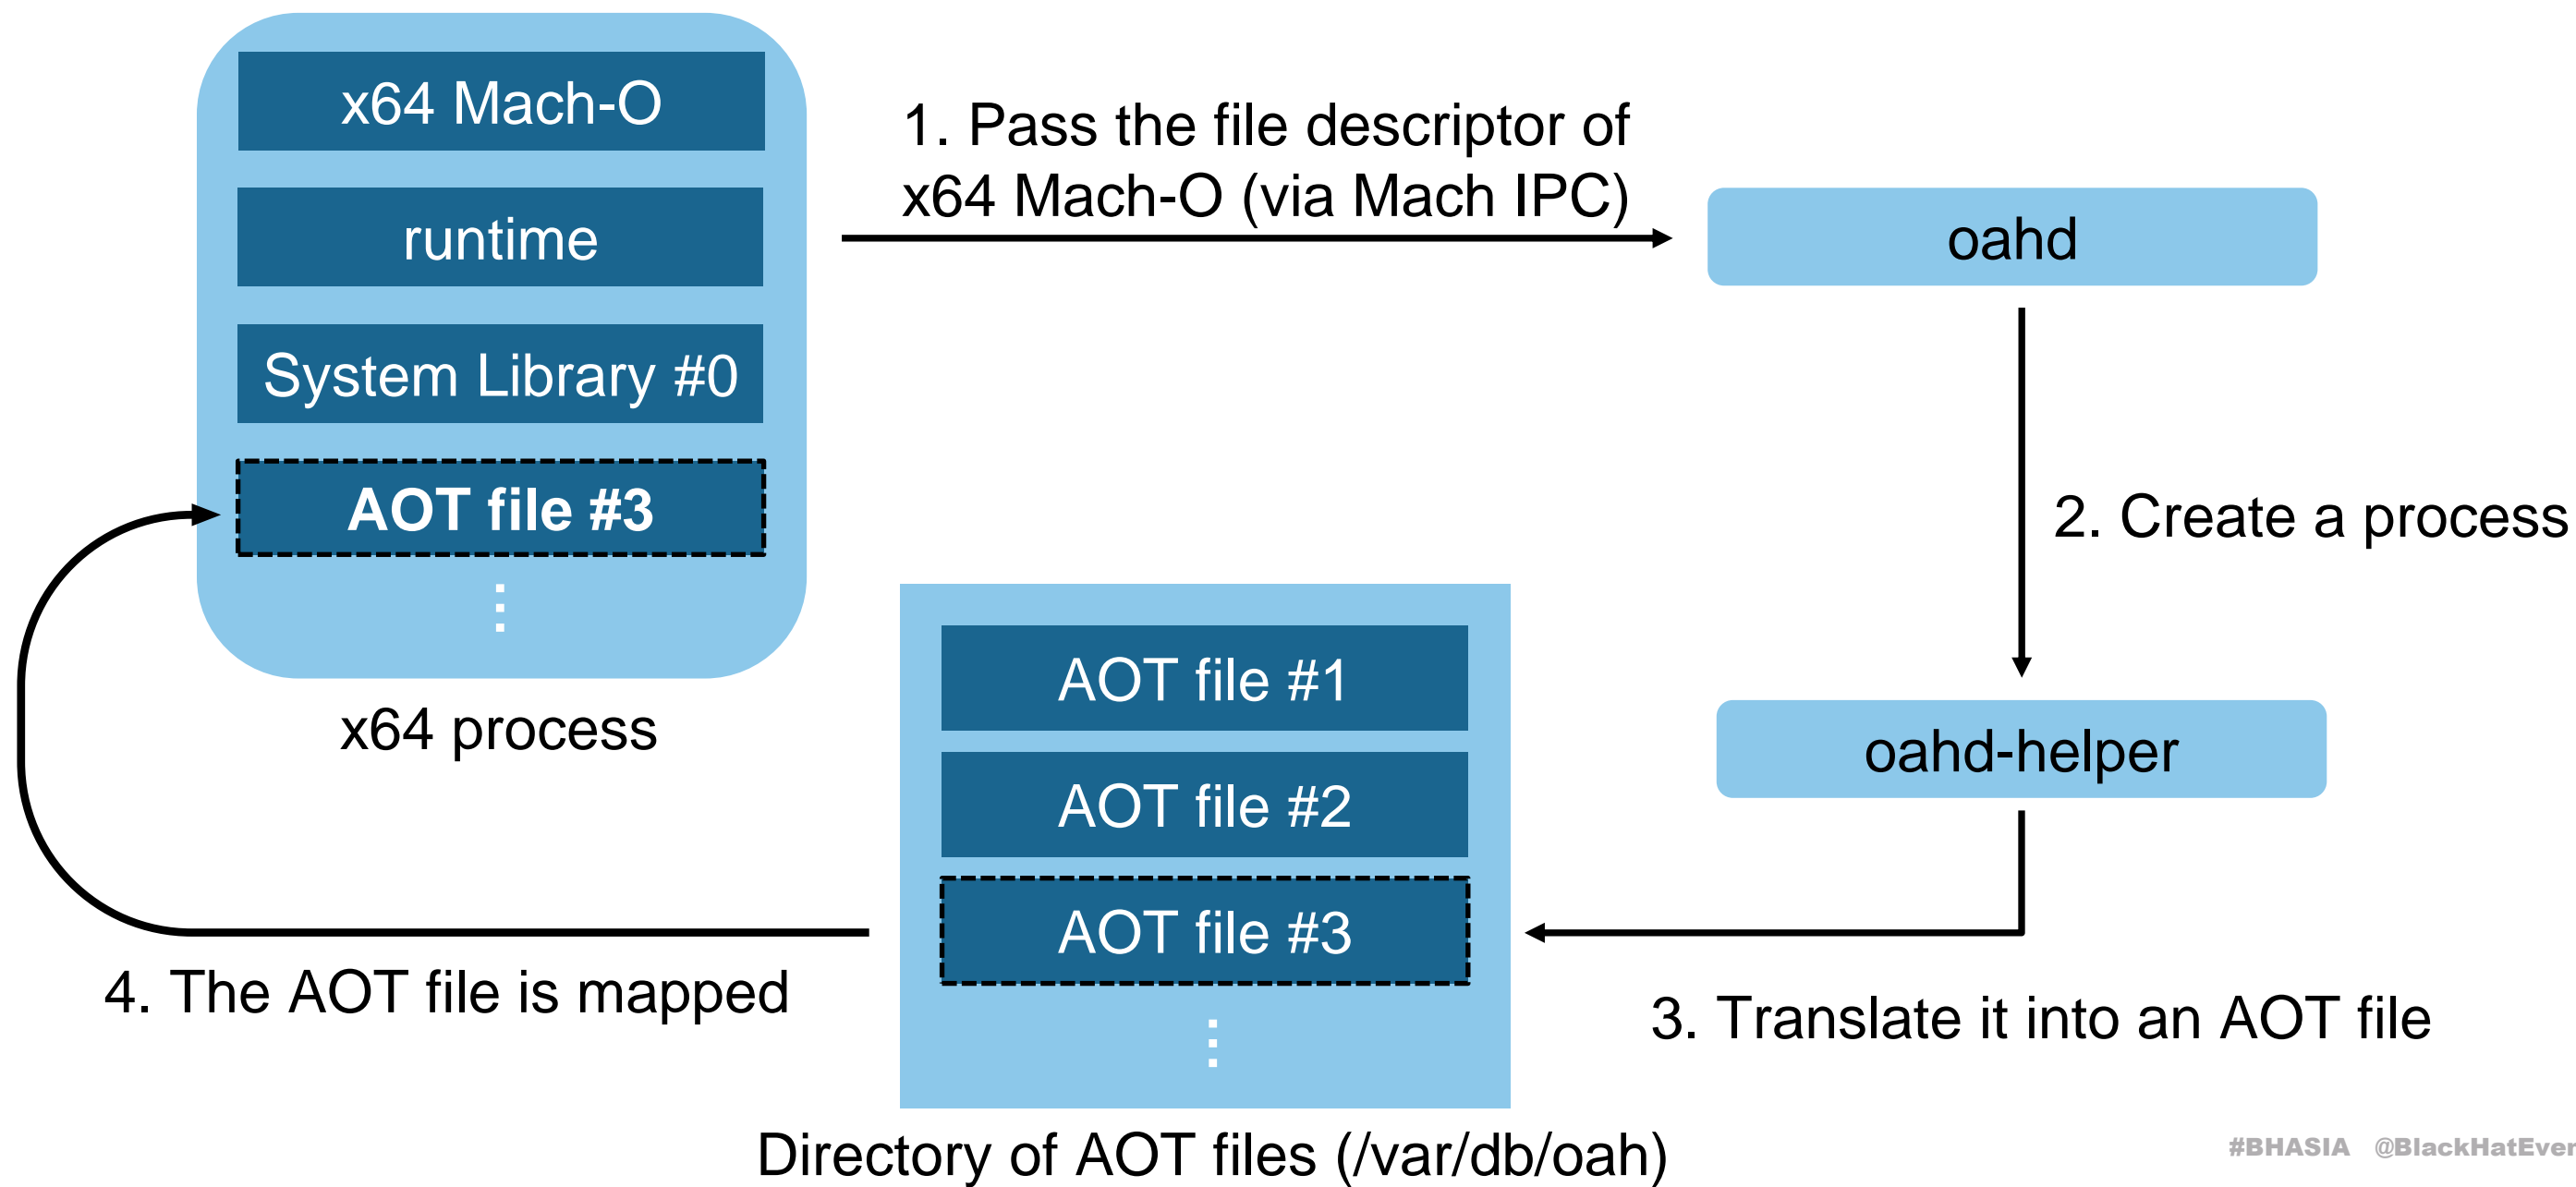 x64 Mach-O
runtime
System Library #0
AOT file #3
x64 process
1. Pass the file descriptor of
x64 Mach-O (via Mach IPC)
oahd
2. Create a process
oahd-helper
3. Translate it into an AOT file
AOT file #1
AOT file #2
AOT file #3
Directory of AOT files (/var/db/oah)
4. The AOT file is mapped
#BHASIA @BlackHatEver